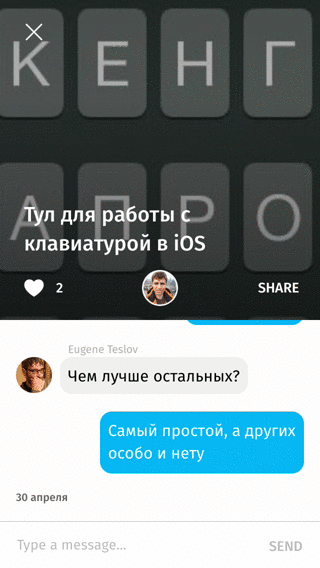 К Е Н Г
А П Р О
Тул для работы с
клавиатурой в iOS
2
SHARE
Eugene Teslov
Чем лучше остальных?
Самый простой, а других
особо и нету
30 апреля
Type a message...
SEND